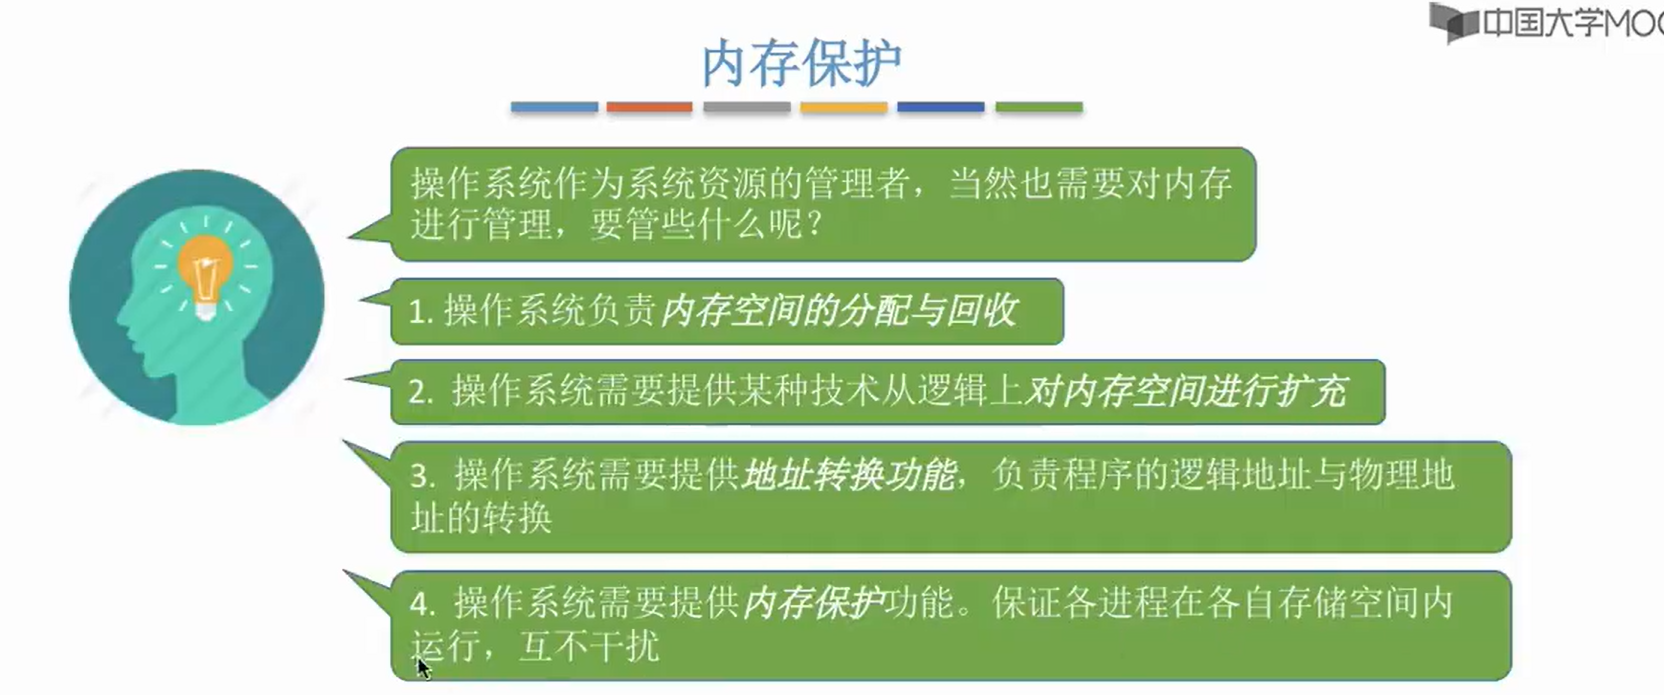 中国大学MOO
内存保护
操作系统作为系统资源的管理者，当然也需要对内存
进行管理，要管些什么呢？
1. 操作系统负责内存空间的分配与回收
2. 操作系统需要提供某种技术从逻辑上对内存空间进行扩充
3. 操作系统需要提供地址转换功能，负责程序的逻辑地址与物理地
址的转换
4. 操作系统需要提供内存保护功能。保证各进程在各自存储空间内
运行，互不干扰